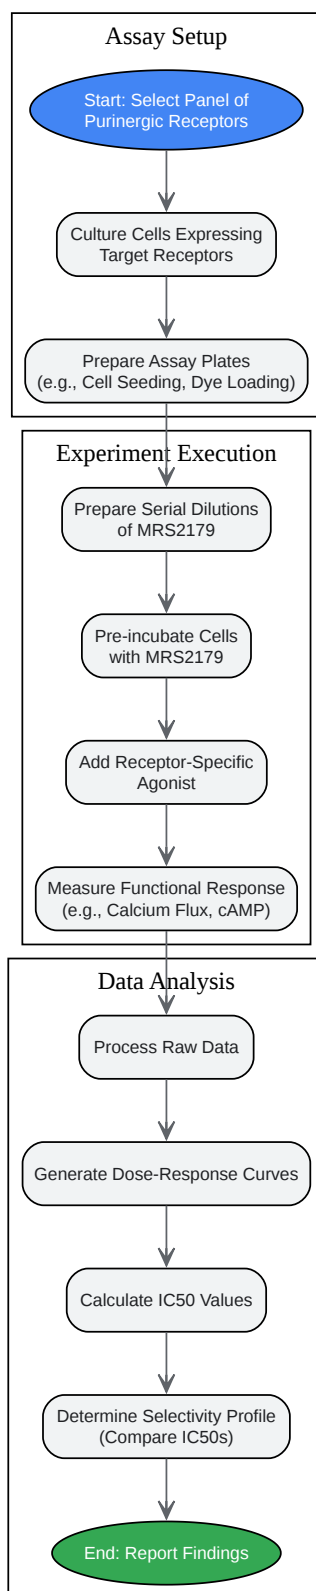 Assay Setup
Start: Select Panel of
Purinergic Receptors
Culture Cells Expressing
Target Receptors
Prepare Assay Plates
(e.g., Cell Seeding, Dye Loading)
Experiment Execution
Prepare Serial Dilutions
of MRS2179
Pre-incubate Cells
with MRS2179
Add Receptor-Specific
Agonist
Measure Functional Response
(e.g., Calcium Flux, cAMP)
Data Analysis
Process Raw Data
Generate Dose-Response Curves
Calculate IC50 Values
Determine Selectivity Profile
(Compare IC50s)
End: Report Findings